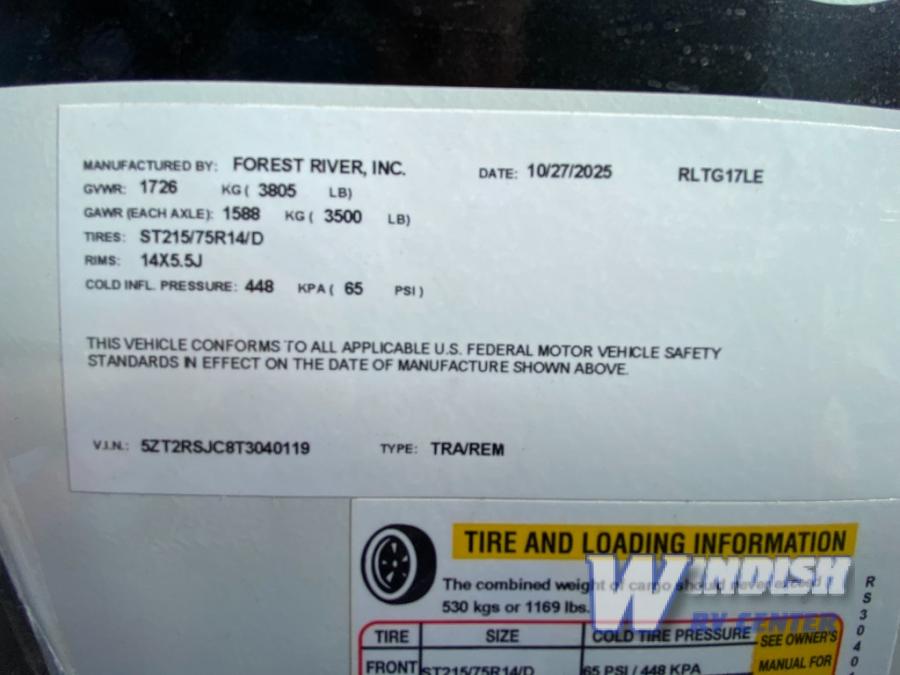 MANUFACTURED BY: FOREST RIVER, INC. DATE: 10/27/2025 RLTG17LE
GVWR: 1726 KG ( 3805 LB)
GAWR (EACH AXLE): 1588 KG ( 3500 LB)
TIRES: ST215/75R14/D
RIMS: 14X5.5J
COLD INFL. PRESSURE: 448 KPA ( 65 PSI )
THIS VEHICLE CONFORMS TO ALL APPLICABLE U.S. FEDERAL MOTOR VEHICLE SAFETY
STANDARDS IN EFFECT ON THE DATE OF MANUFACTURE SHOWN ABOVE.
V.I.N.: 5ZT2RSJC8T3040119 TYPE: TRA/REM
TIRE AND LOADING INFORMATION
The combined weight of cargo should never exceed
530 kgs or 1169 lbs.
WINDISH
RV CENTER
TIRE SIZE COLD TIRE PRESSURE SEE OWNER'S
MANUAL FOR
FRONT ST215/75R14/D 65 PSI / 448 KPA
RS3040